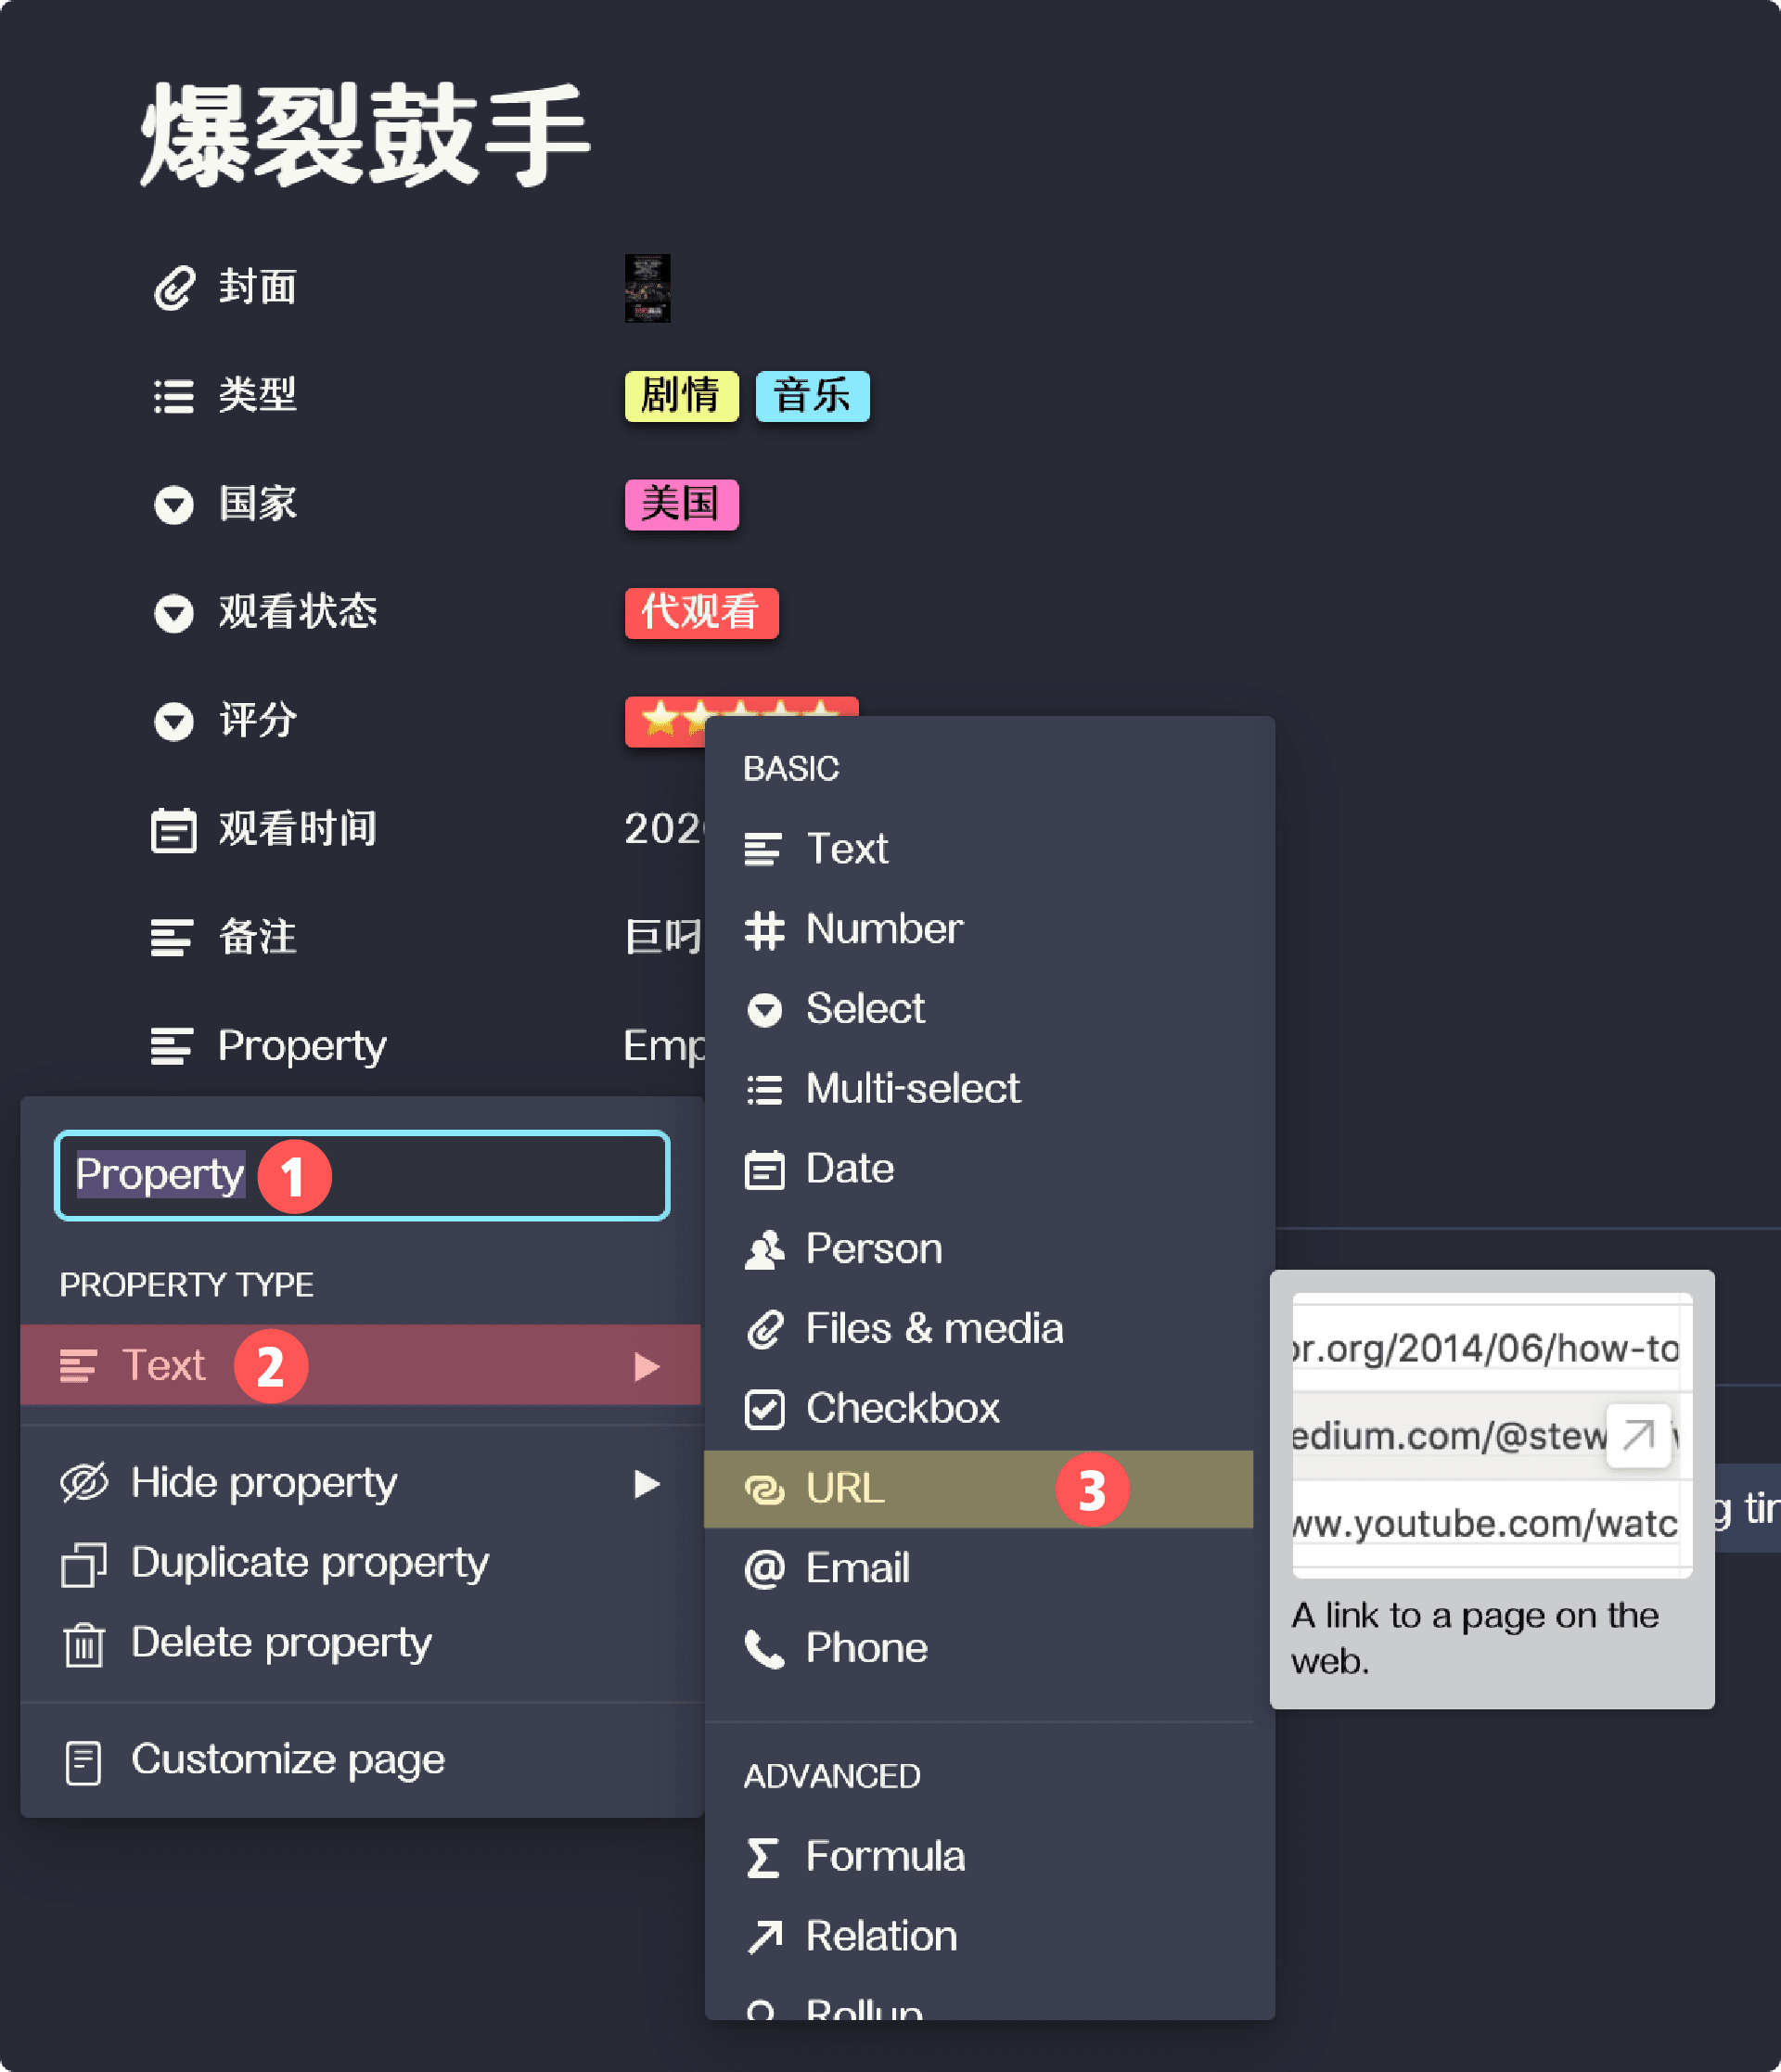 爆裂鼓手
封面
类型 剧情 音乐
国家 美国
观看状态 代观看
评分
观看时间 202
备注 巨叼
Property Emp
Property 1
PROPERTY TYPE
Text 2
Hide property
Duplicate property
Delete property
Customize page
BASIC
Text
Number
Select
Multi-select
Date
Person
Files & media
Checkbox
URL 3
Email
Phone
ADVANCED
Formula
Relation
Rollup
or.org/2014/06/how-to
edium.com/@stew
ww.youtube.com/watc
A link to a page on the
web.
g tir